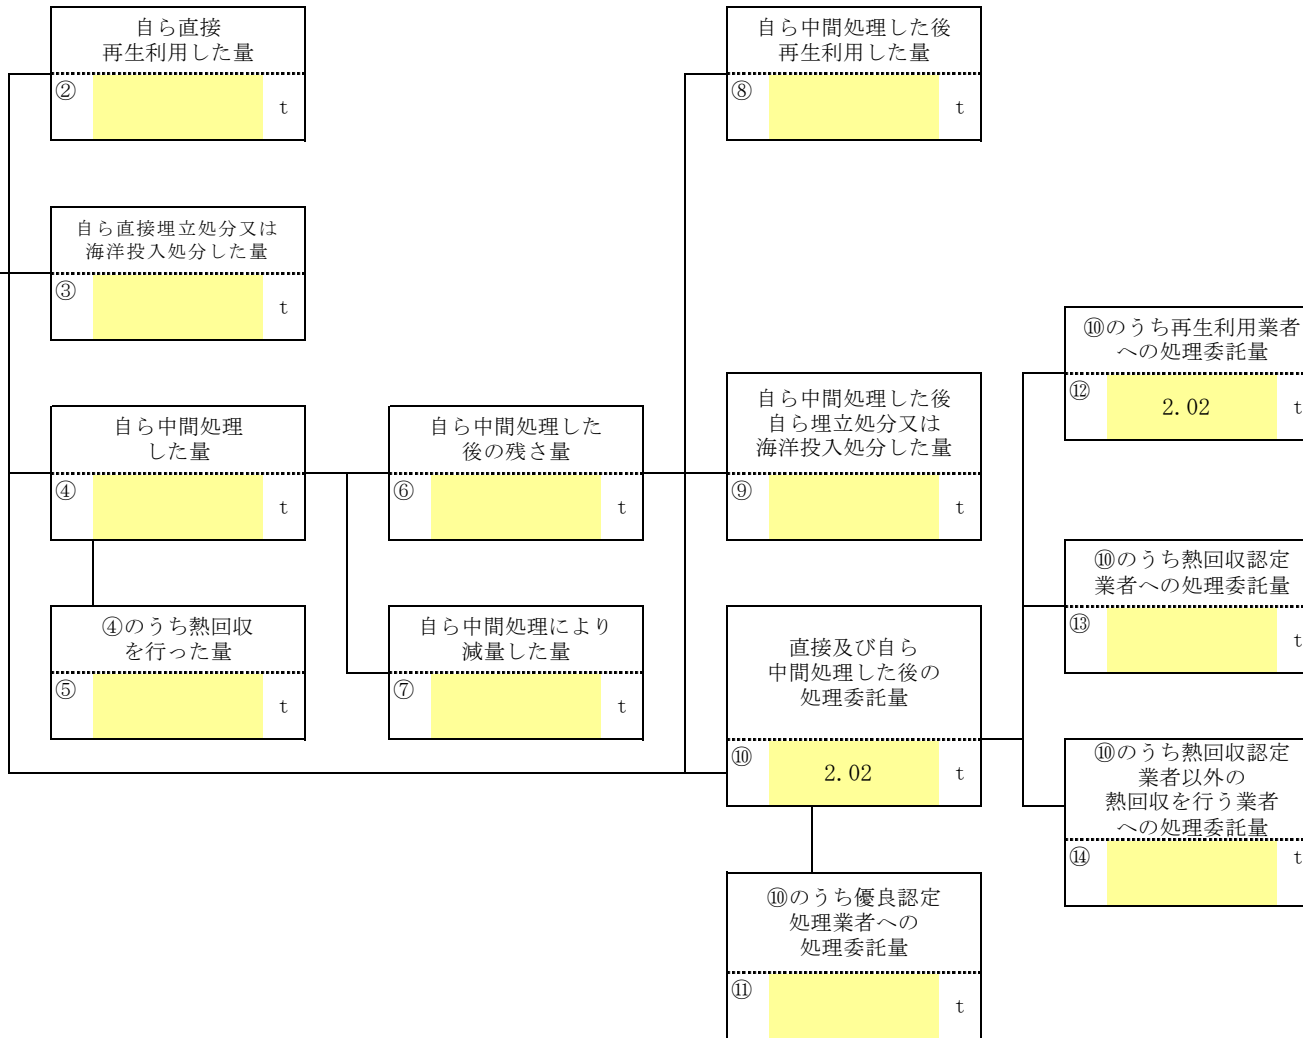 自ら直接
再生利用した量
②
t
自ら中間処理した後
再生利用した量
⑧
t
自ら直接埋立処分又は
海洋投入処分した量
③
t
⑩のうち再生利用業者
への処理委託量
⑫
2.02
t
自ら中間処理
した量
④
t
自ら中間処理した
後の残さ量
⑥
t
自ら中間処理した後
自ら埋立処分又は
海洋投入処分した量
⑨
t
⑩のうち熱回収認定
業者への処理委託量
⑬
t
④のうち熱回収
を行った量
⑤
t
自ら中間処理により
減量した量
⑦
t
直接及び自ら
中間処理した後の
処理委託量
⑩
2.02
t
⑩のうち熱回収認定
業者以外の
熱回収を行う業者
への処理委託量
⑭
t
⑩のうち優良認定
処理業者への
処理委託量
⑪
t